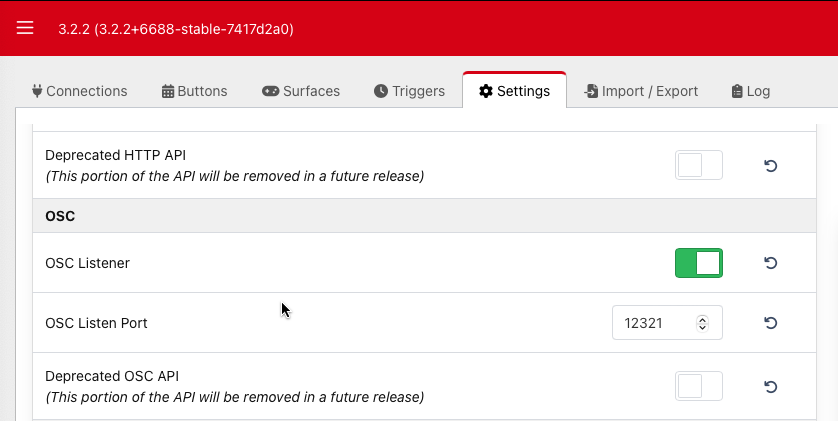 3.2.2 (3.2.2+6688-stable-7417d2a0)
Connections Buttons Surfaces Triggers Settings Import / Export Log
Deprecated HTTP API
(This portion of the API will be removed in a future release)
OSC
OSC Listener
OSC Listen Port 12321
Deprecated OSC API
(This portion of the API will be removed in a future release)